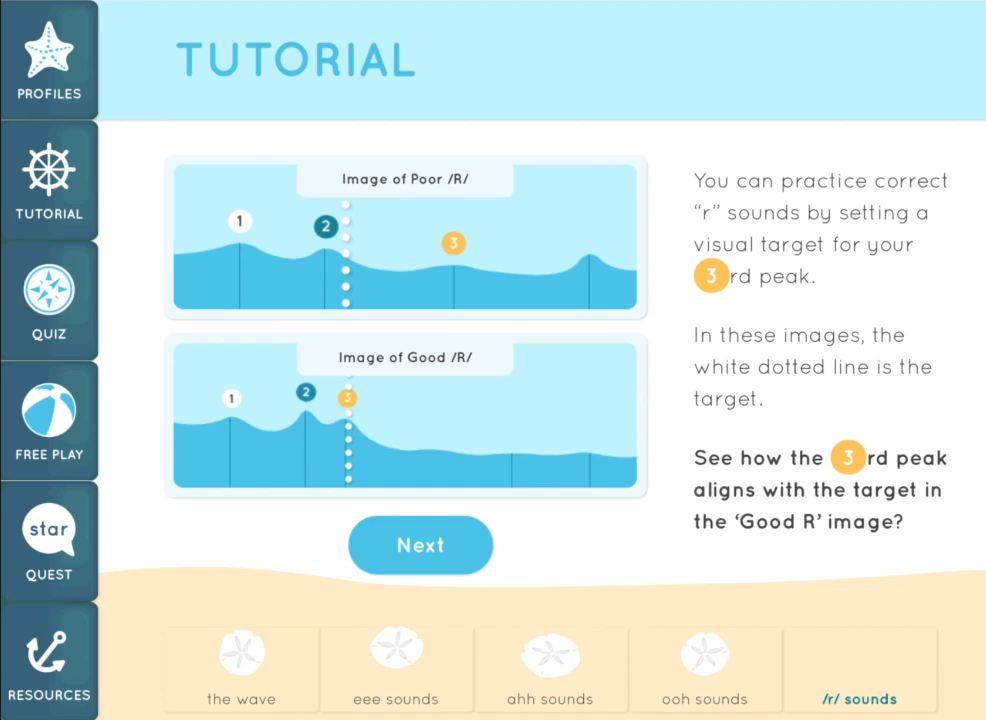 TUTORIAL
PROFILES
TUTORIAL
QUIZ
FREE PLAY
star
QUEST
RESOURCES
Image of Poor /R/
1
2
3
Image of Good /R/
1
2
3
Next
You can practice correct
“r” sounds by setting a
visual target for your
3rd peak.
In these images, the
white dotted line is the
target.
See how the 3rd peak
aligns with the target in
the ‘Good R’ image?
the wave
eee sounds
ahh sounds
ooh sounds
/r/ sounds